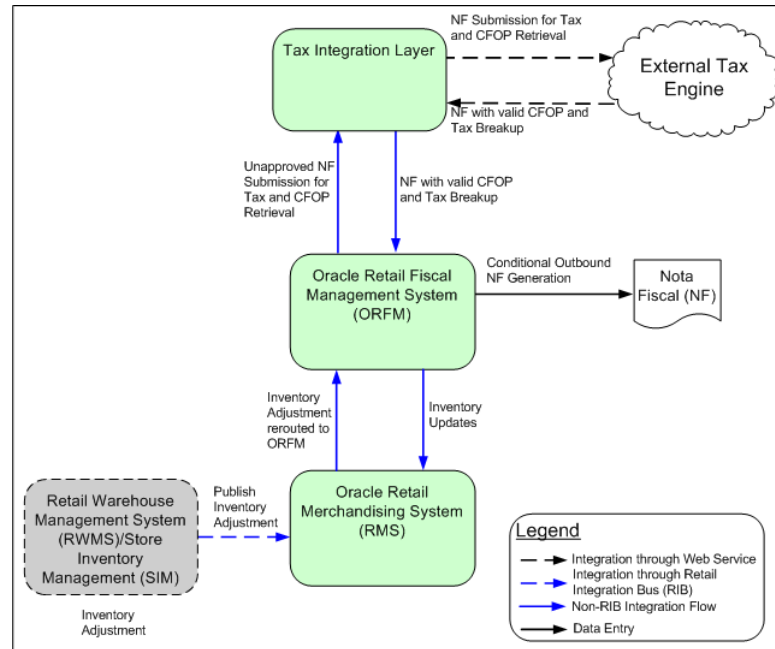 NF Submission for Tax
and CFOP Retrieval
Tax Integration Layer
External Tax
Engine
NF with valid CFOP and
Tax Breakup
Unapproved NF
Submission for
Tax and CFOP
Retrieval
NF with valid CFOP
and Tax Breakup
Conditional Outbound
NF Generation
Oracle Retail Fiscal
Management System
(ORFM)
Nota
Fiscal (NF)
Inventory
Adjustment
rerouted to
ORFM
Inventory
Updates
Retail Warehouse
Management System
(RWMS)/Store
Inventory
Management (SIM)
Publish
Inventory
Adjustment
Oracle Retail
Merchandising System
(RMS)
Inventory
Adjustment
Legend
Integration through Web Service
Integration through Retail
Integration Bus (RIB)
Non-RIB Integration Flow
Data Entry